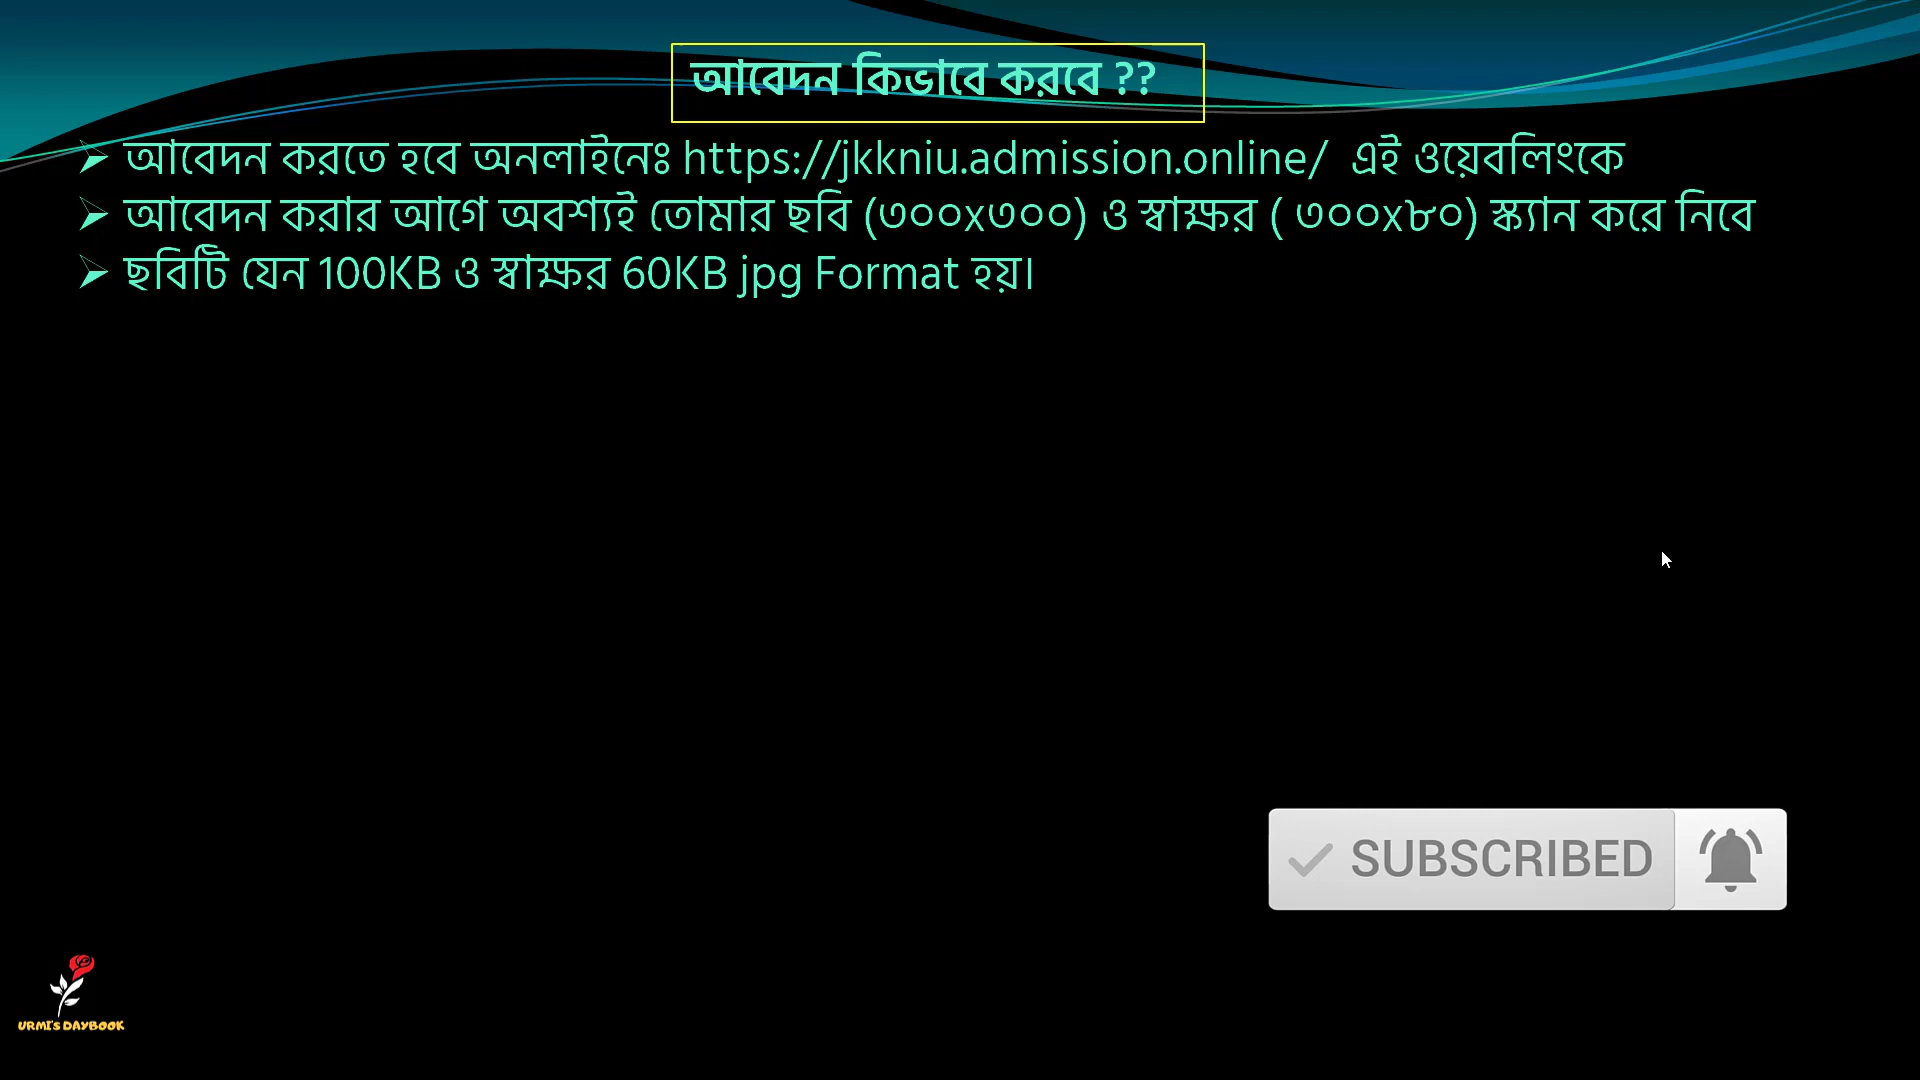 আবেদন কিভাবে করবে ??
আবেদন করতে হবে অনলাইনেঃ https://jkkniu.admission.online/ এই ওয়েবলিংকে
আবেদন করার আগে অবশ্যই তোমার ছবি (৩০০x৩০০) ও স্বাক্ষর ( ৩০০x৮০) স্ক্যান করে নিবে
ছবিটি যেন 100KB ও স্বাক্ষর 60KB jpg Format হয়।
SUBSCRIBED
URMI's DAYBOOK